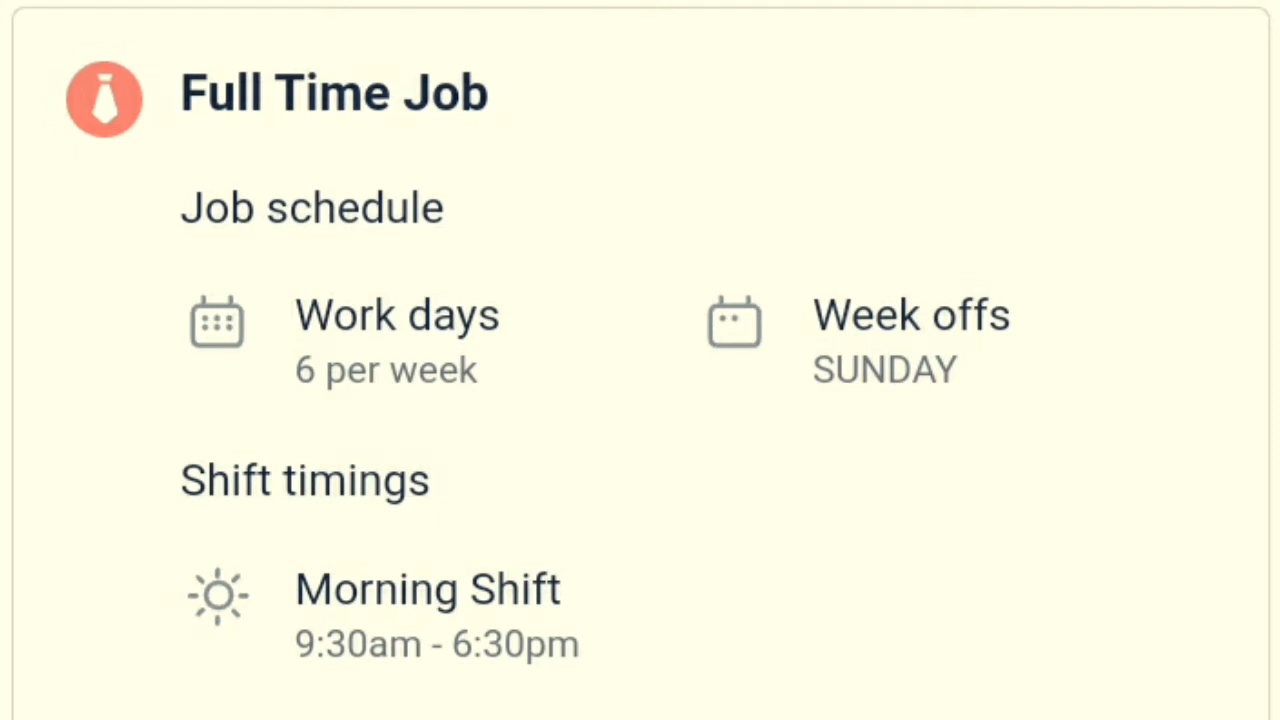 Full Time Job
Job schedule
Work days
6 per week
Week offs
SUNDAY
Shift timings
Morning Shift
9:30am - 6:30pm